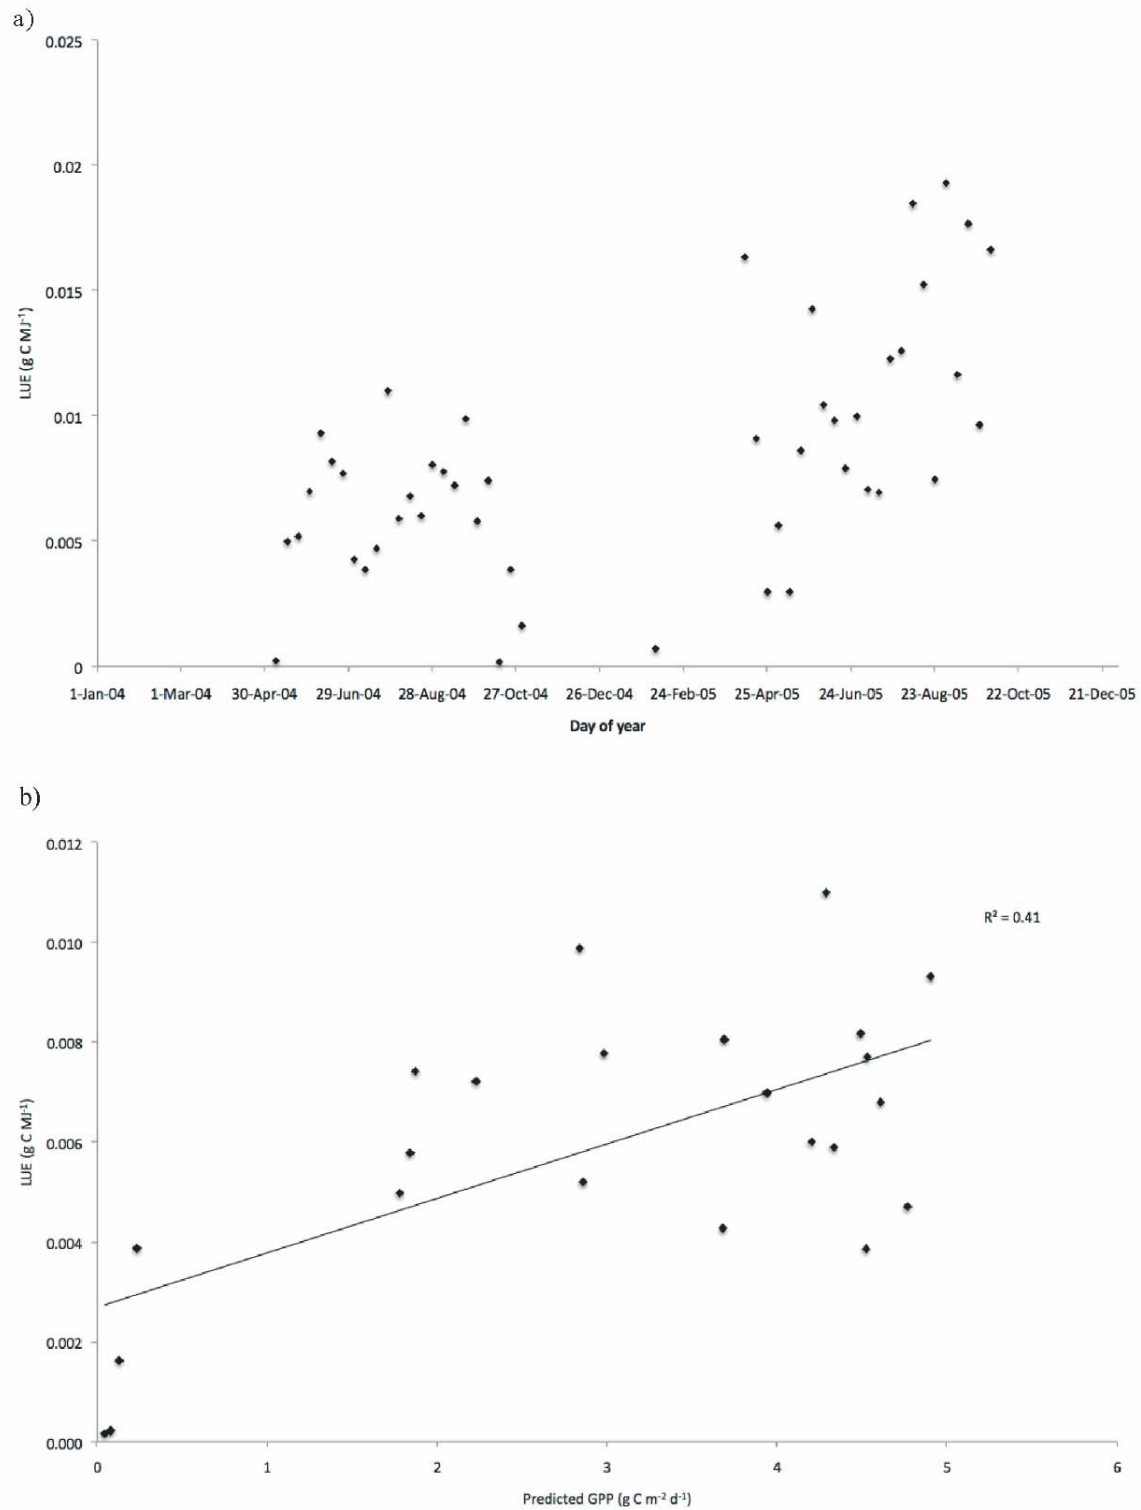 a)
0.025
0.02
0.015
0.01
0.005
0
LUE (g C MJ⁻¹)
1-Jan-04 1-Mar-04 30-Apr-04 29-Jun-04 28-Aug-04 27-Oct-04 26-Dec-04 24-Feb-05 25-Apr-05 24-Jun-05 23-Aug-05 22-Oct-05 21-Dec-05
Day of year
b)
0.012
0.010
0.008
0.006
0.004
0.002
0.000
LUE (g C MJ⁻¹)
R² = 0.41
0 1 2 3 4 5 6
Predicted GPP (g C m⁻² d⁻¹)